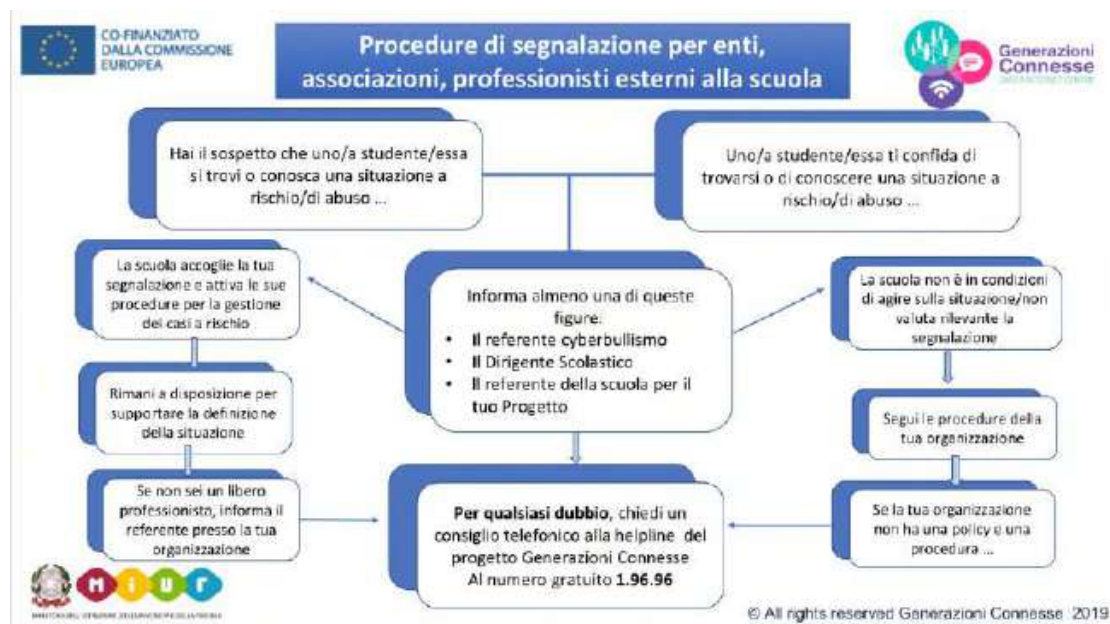 CO-FINANZIATO
DALLA COMMISSIONE
EUROPEA
Procedure di segnalazione per enti,
associazioni, professionisti esterni alla scuola
Generazioni
Connesse
Hai il sospetto che uno/a studente/essa
si trovi o conosca una situazione a
rischio/di abuso ...
Uno/a studente/essa ti confida di
trovarsi o di conoscere una situazione a
rischio/di abuso ...
La scuola accoglie la tua
segnalazione e attiva le sue
procedure per la gestione
dei casi a rischio
Informa almeno una di queste
figure:
• Il referente cyberbullismo
• Il Dirigente Scolastico
• Il referente della scuola per il
tuo Progetto
La scuola non è in condizioni
di agire sulla situazione/non
valuta rilevante la
segnalazione
Rimani a disposizione per
supportare la definizione
della situazione
Segui le procedure della
tua organizzazione
Se non sei un libero
professionista, informa il
referente presso la tua
organizzazione
Per qualsiasi dubbio, chiedi un
consiglio telefonico alla helpline del
progetto Generazioni Connesse
Al numero gratuito 1.96.96
Se la tua organizzazione
non ha una policy e una
procedura ...
miur
© All rights reserved Generazioni Connesse 2019